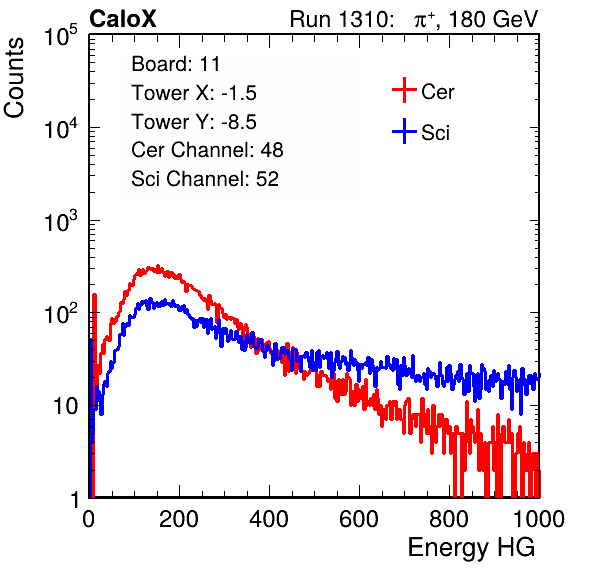 CaloX Run 1310: π⁺, 180 GeV
Counts
10⁵
10⁴
10³
10²
10
1
Board: 11
Tower X: -1.5
Tower Y: -8.5
Cer Channel: 48
Sci Channel: 52
Cer
Sci
0 200 400 600 800 1000
Energy HG